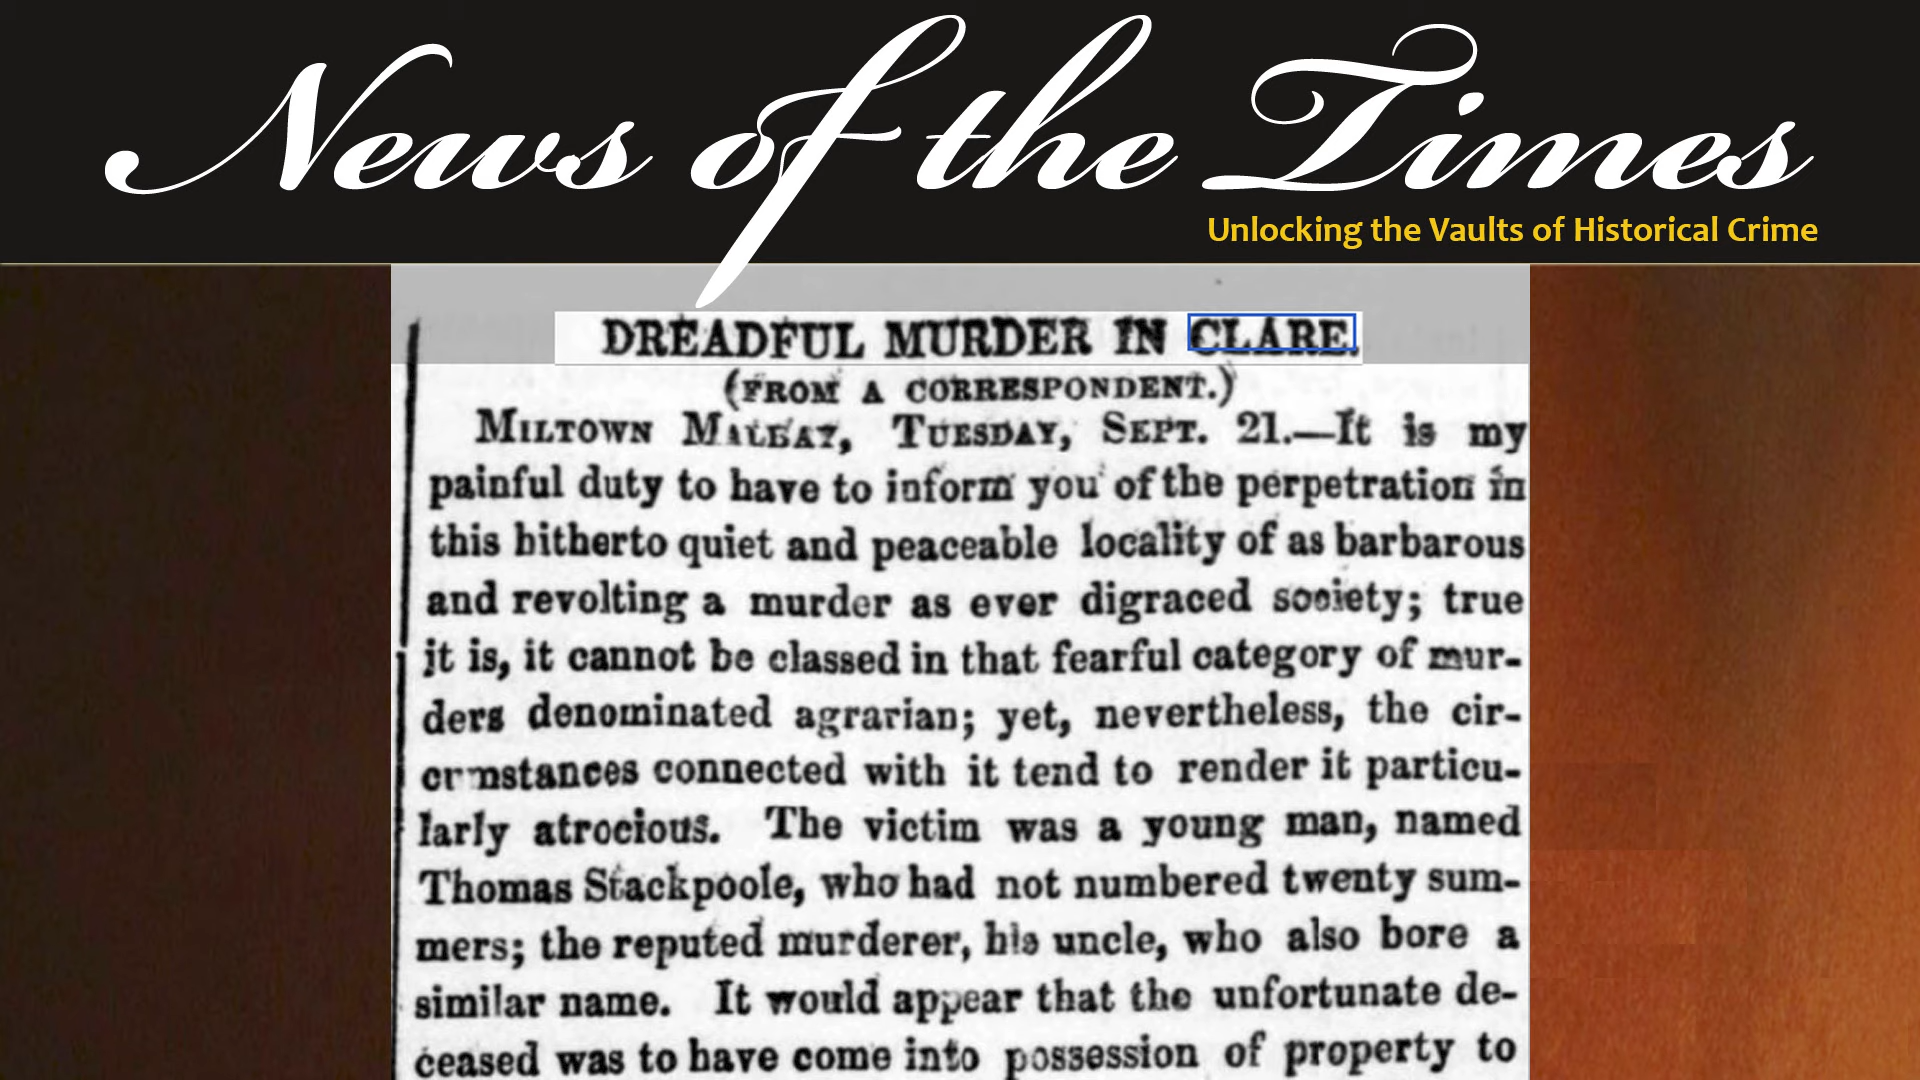 News of the Times
Unlocking the Vaults of Historical Crime
DREADFUL MURDER IN CLARE.
(FROM A CORRESPONDENT.)
MILTOWN MALBAY, TUESDAY, SEPT. 21.—It is my
painful duty to have to inform you of the perpetration in
this hitherto quiet and peaceable locality of as barbarous
and revolting a murder as ever digraced society; true
it is, it cannot be classed in that fearful category of mur-
ders denominated agrarian; yet, nevertheless, the cir-
cumstances connected with it tend to render it particu-
larly atrocious. The victim was a young man, named
Thomas Stackpoole, who had not numbered twenty sum-
mers; the reputed murderer, his uncle, who also bore a
similar name. It would appear that the unfortunate de-
ceased was to have come into possession of property to